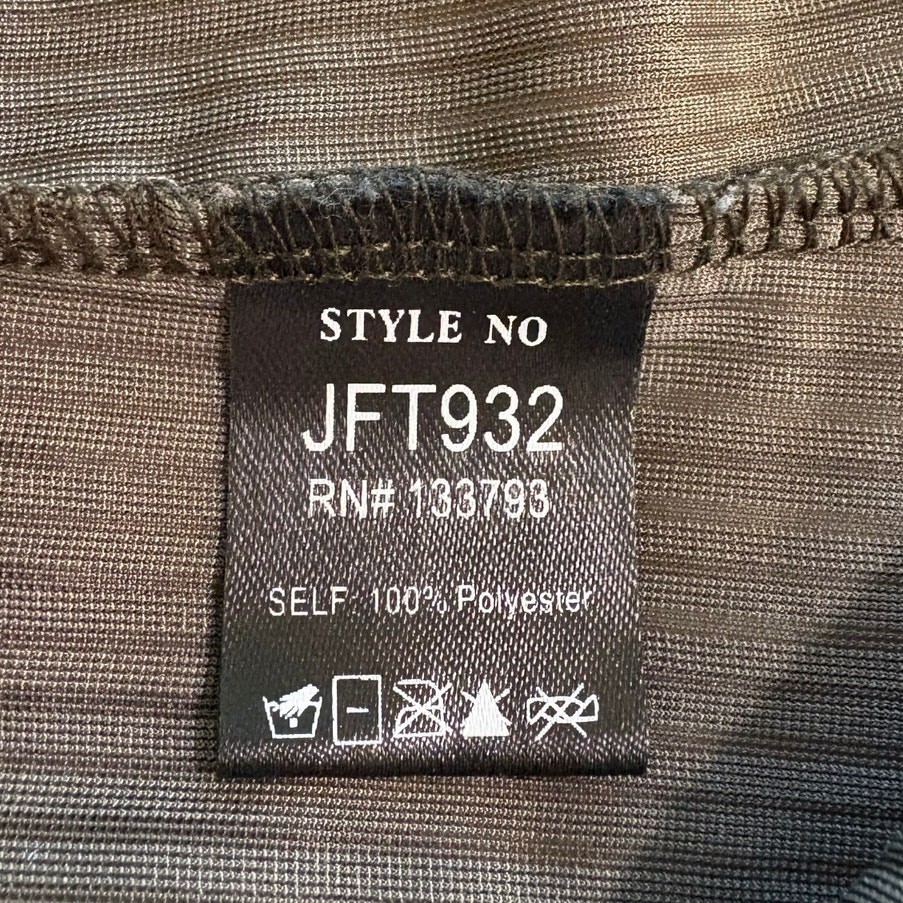 STYLE NO
JFT932
RN# 133793
SELF: 100% Polyester